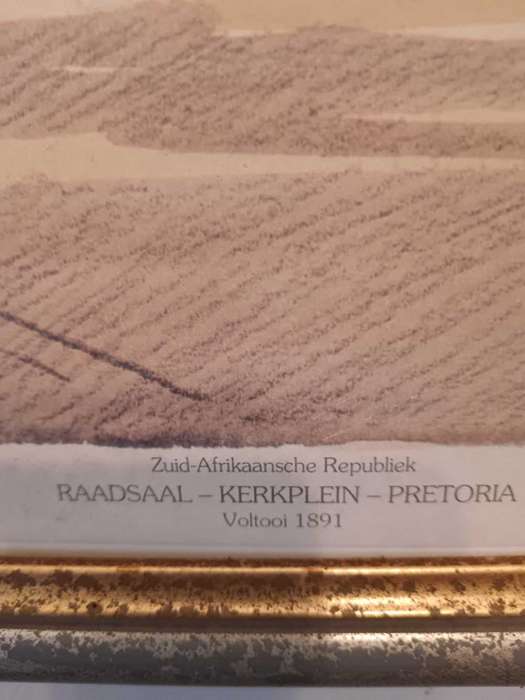 Zuid-Afrikaansche Republiek
RAADSAAL – KERKPLEIN – PRETORIA
Voltooi 1891